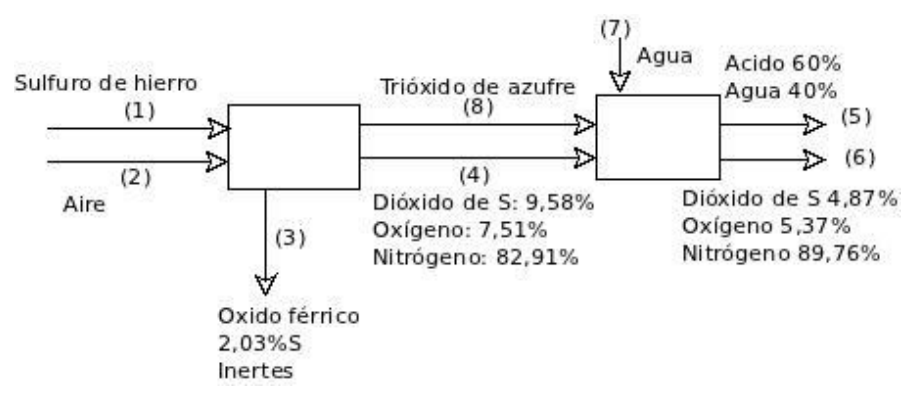 (7)
Agua
Acido 60%
Agua 40%
Sulfuro de hierro
(1)
Trióxido de azufre
(8)
(5)
(2)
(4)
(6)
Aire
Dióxido de S: 9,58%
Oxígeno: 7,51%
Nitrógeno: 82,91%
Dióxido de S 4,87%
Oxígeno 5,37%
Nitrógeno 89,76%
(3)
Oxido férrico
2,03%S
Inertes